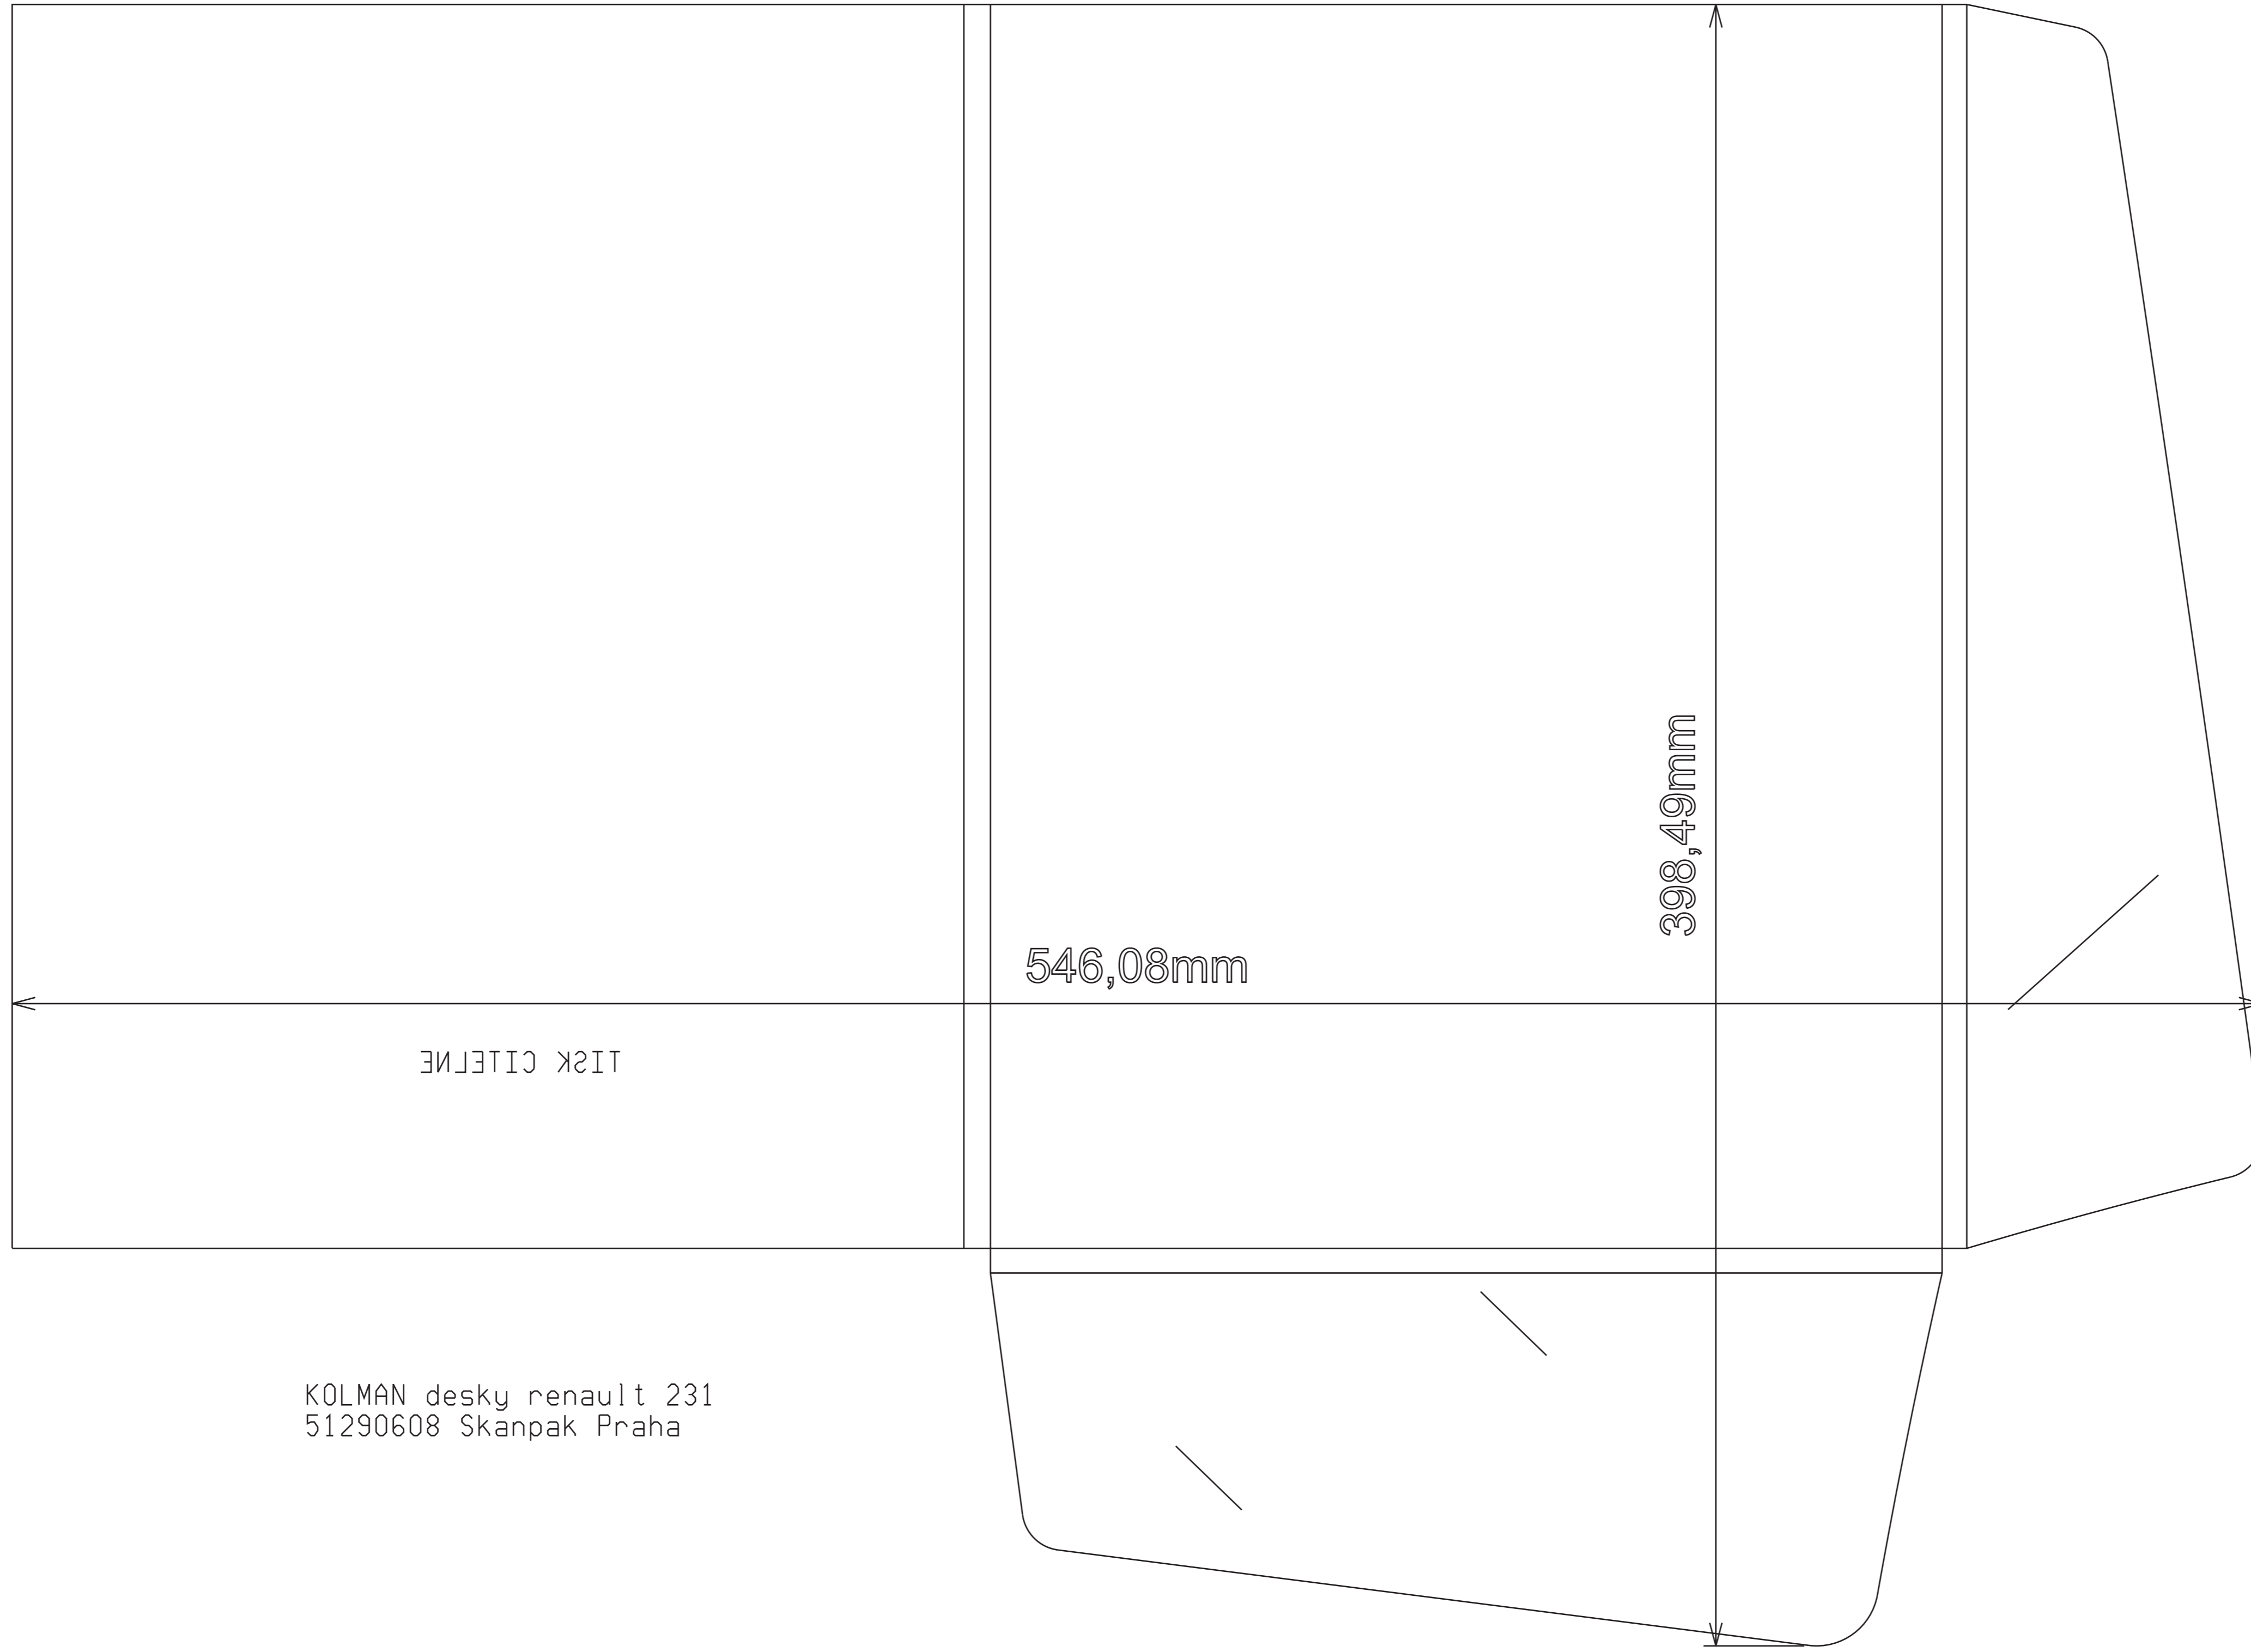 398,49mm
546,08mm
TISK CITELNE
KOLMAN desky renault 231
51290608 Skanpak Praha